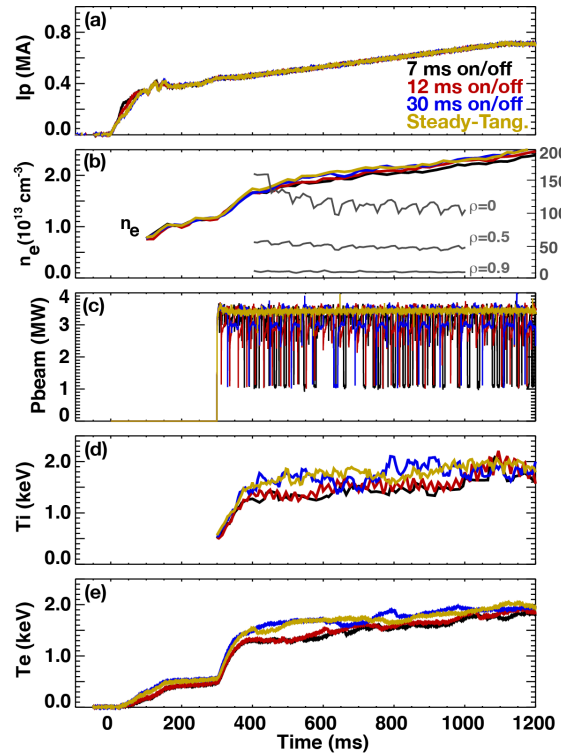 (a)
Ip (MA)
0.8
0.4
0.0
7 ms on/off
12 ms on/off
30 ms on/off
Steady-Tang.
(b)
nₑ(10¹³ cm⁻³)
2.0
1.0
0.0
nₑ
ρ=0
ρ=0.5
ρ=0.9
200
150
100
50
0
(c)
Pbeam (MW)
4
3
2
1
0
(d)
Ti (keV)
2.0
1.0
0.0
(e)
Te (keV)
2.0
1.0
0.0
0 200 400 600 800 1000 1200
Time (ms)